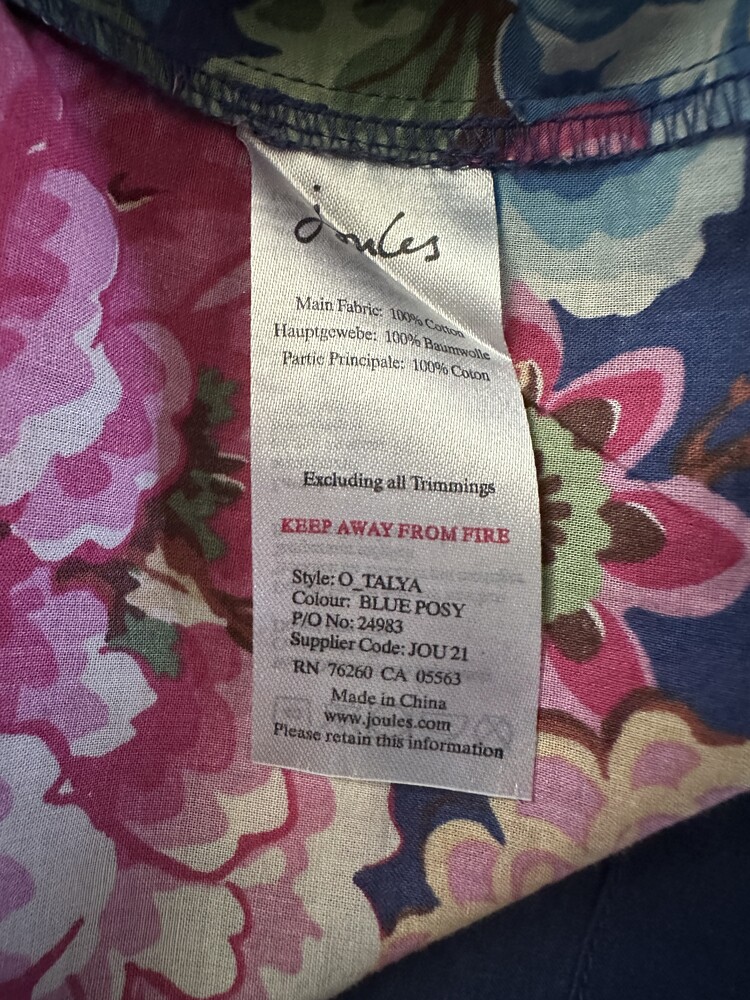 joules
Main Fabric: 100% Cotton
Hauptgewebe: 100% Baumwolle
Partie Principale: 100% Coton
Excluding all Trimmings
KEEP AWAY FROM FIRE
Style: O_TALYA
Colour: BLUE POSY
P/O No: 24983
Supplier Code: JOU 21
RN 76260 CA 05563
Made in China
www.joules.com
Please retain this information